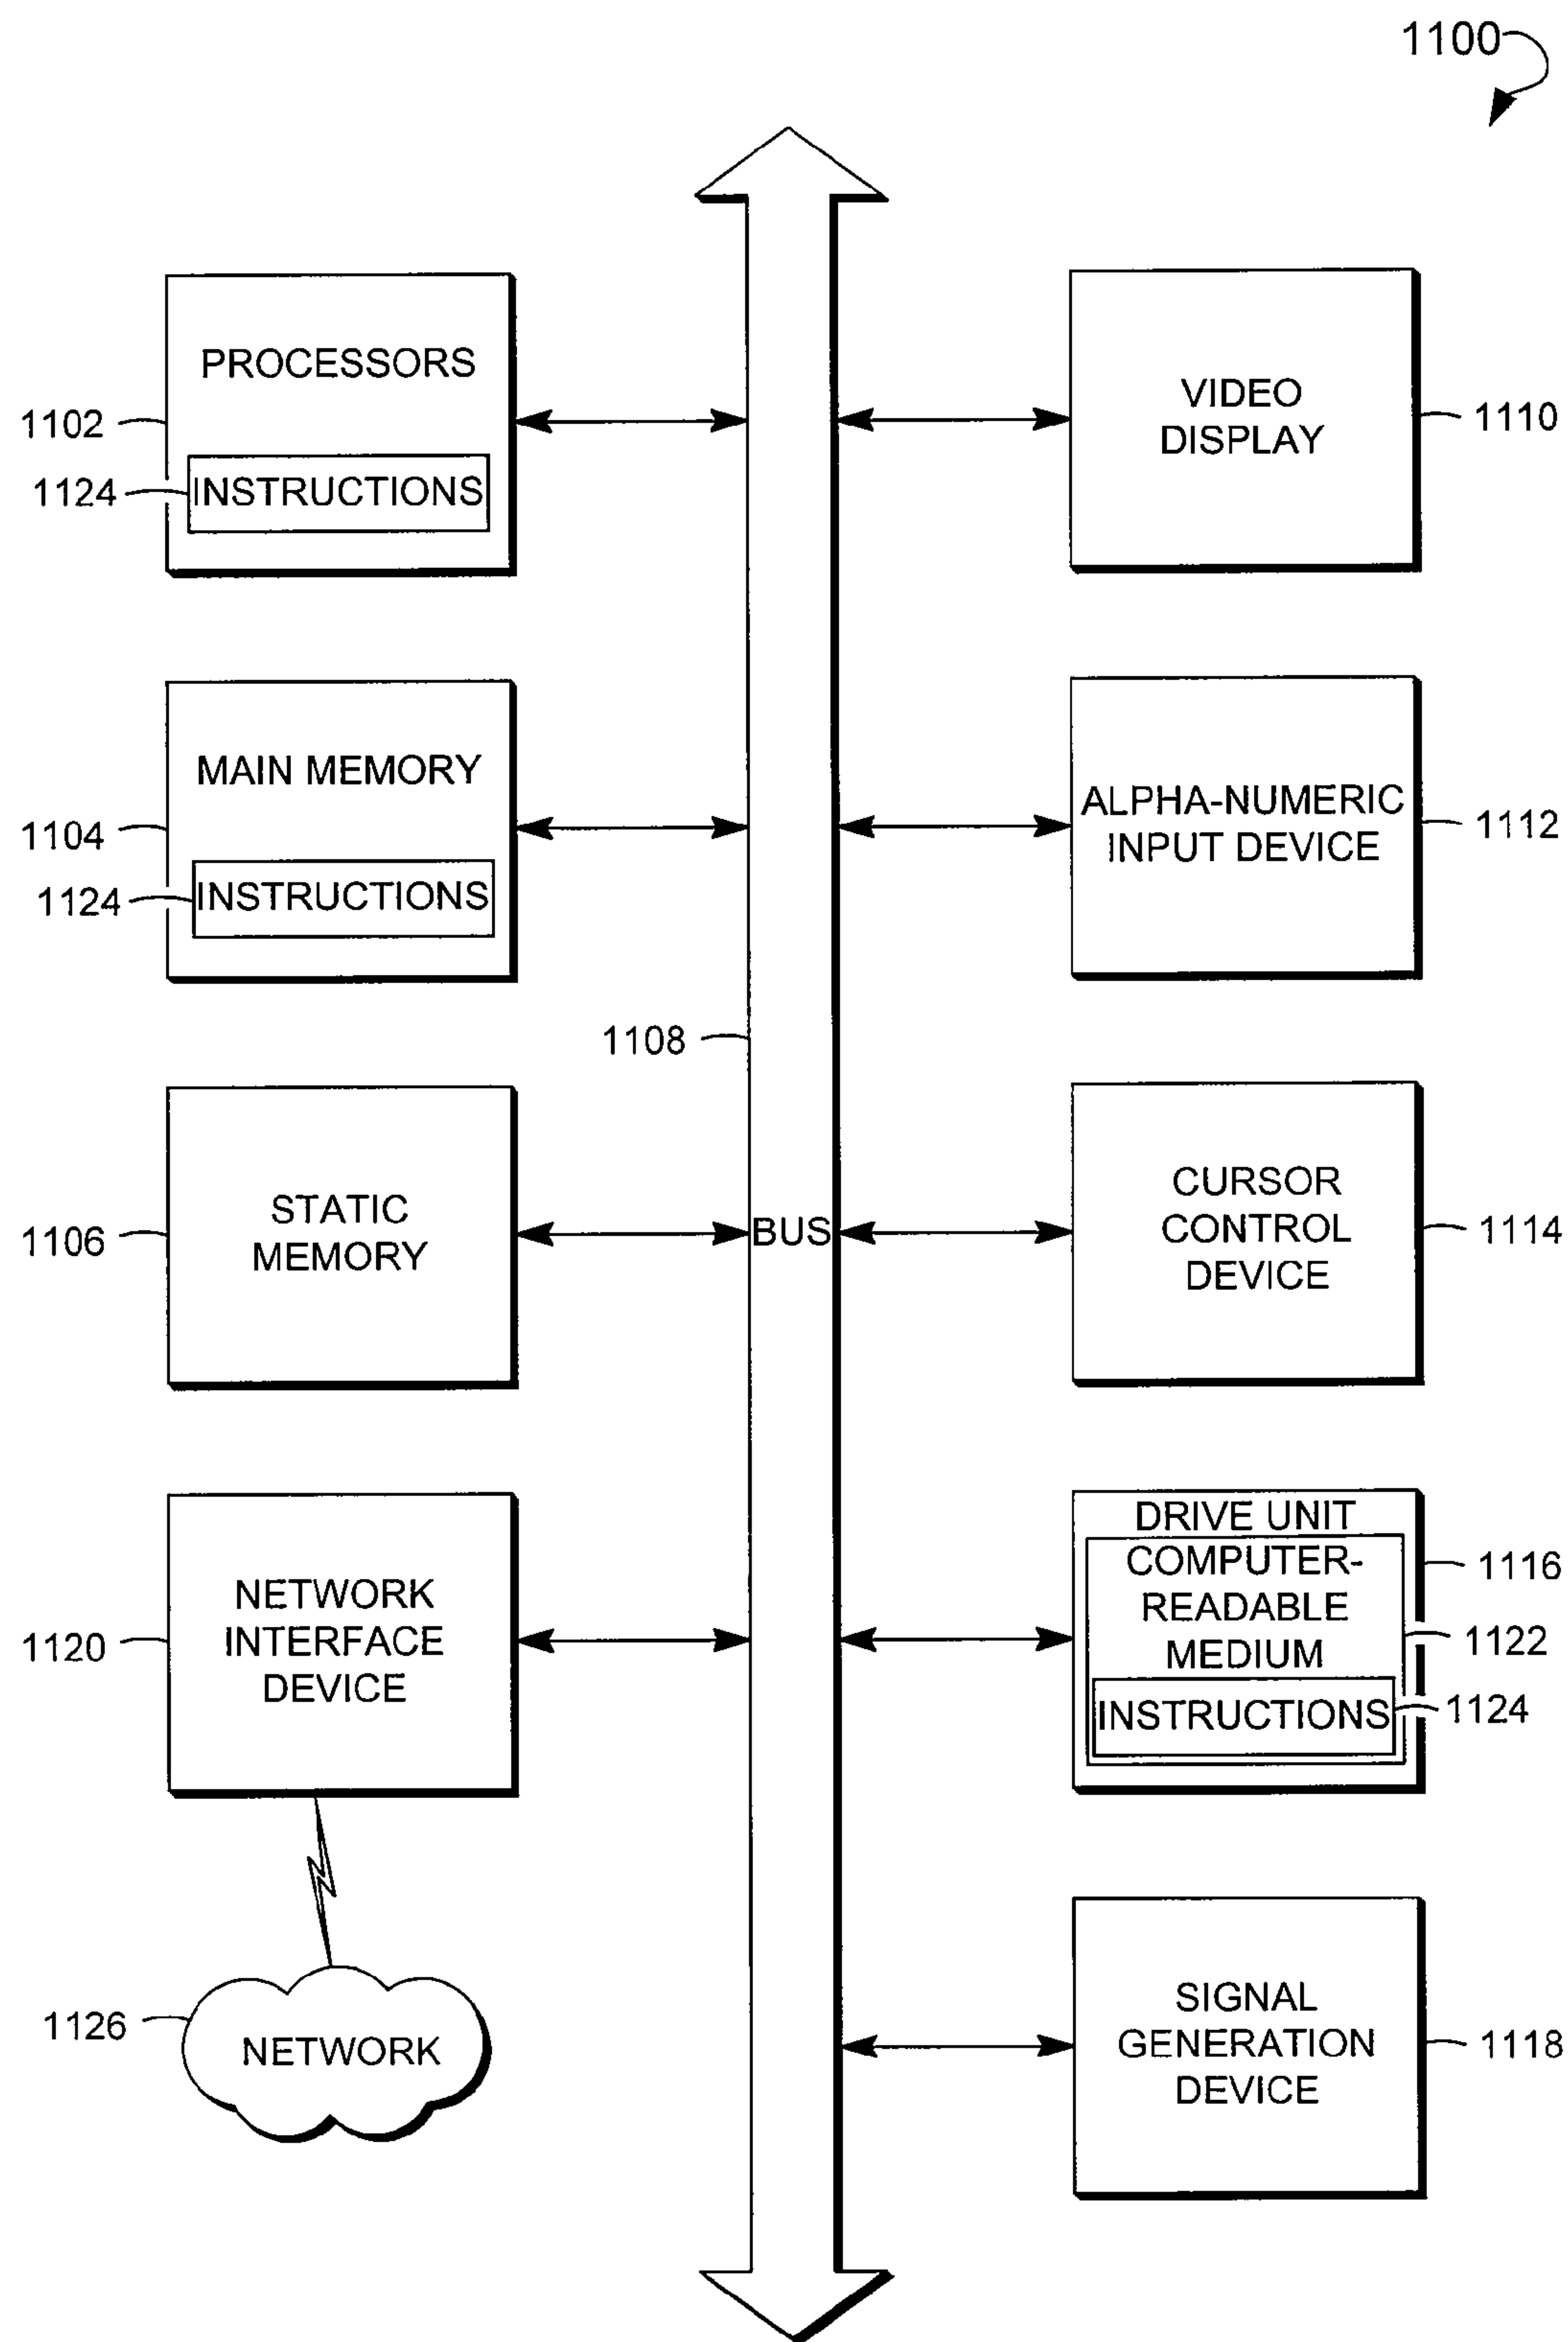 1100
PROCESSORS
1102
1124
INSTRUCTIONS
VIDEO
DISPLAY
1110
MAIN MEMORY
1104
1124
INSTRUCTIONS
ALPHA-NUMERIC
INPUT DEVICE
1112
1108
STATIC
MEMORY
1106
BUS
CURSOR
CONTROL
DEVICE
1114
NETWORK
INTERFACE
DEVICE
1120
DRIVE UNIT
COMPUTER-
READABLE
MEDIUM
1116
1122
INSTRUCTIONS
1124
1126
NETWORK
SIGNAL
GENERATION
DEVICE
1118